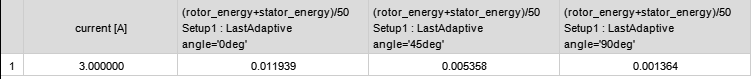 current [A]
(rotor_energy+stator_energy)/50
Setup1 : LastAdaptive
angle='0deg'
(rotor_energy+stator_energy)/50
Setup1 : LastAdaptive
angle='45deg'
(rotor_energy+stator_energy)/50
Setup1 : LastAdaptive
angle='90deg'
1 3.000000 0.011939 0.005358 0.001364